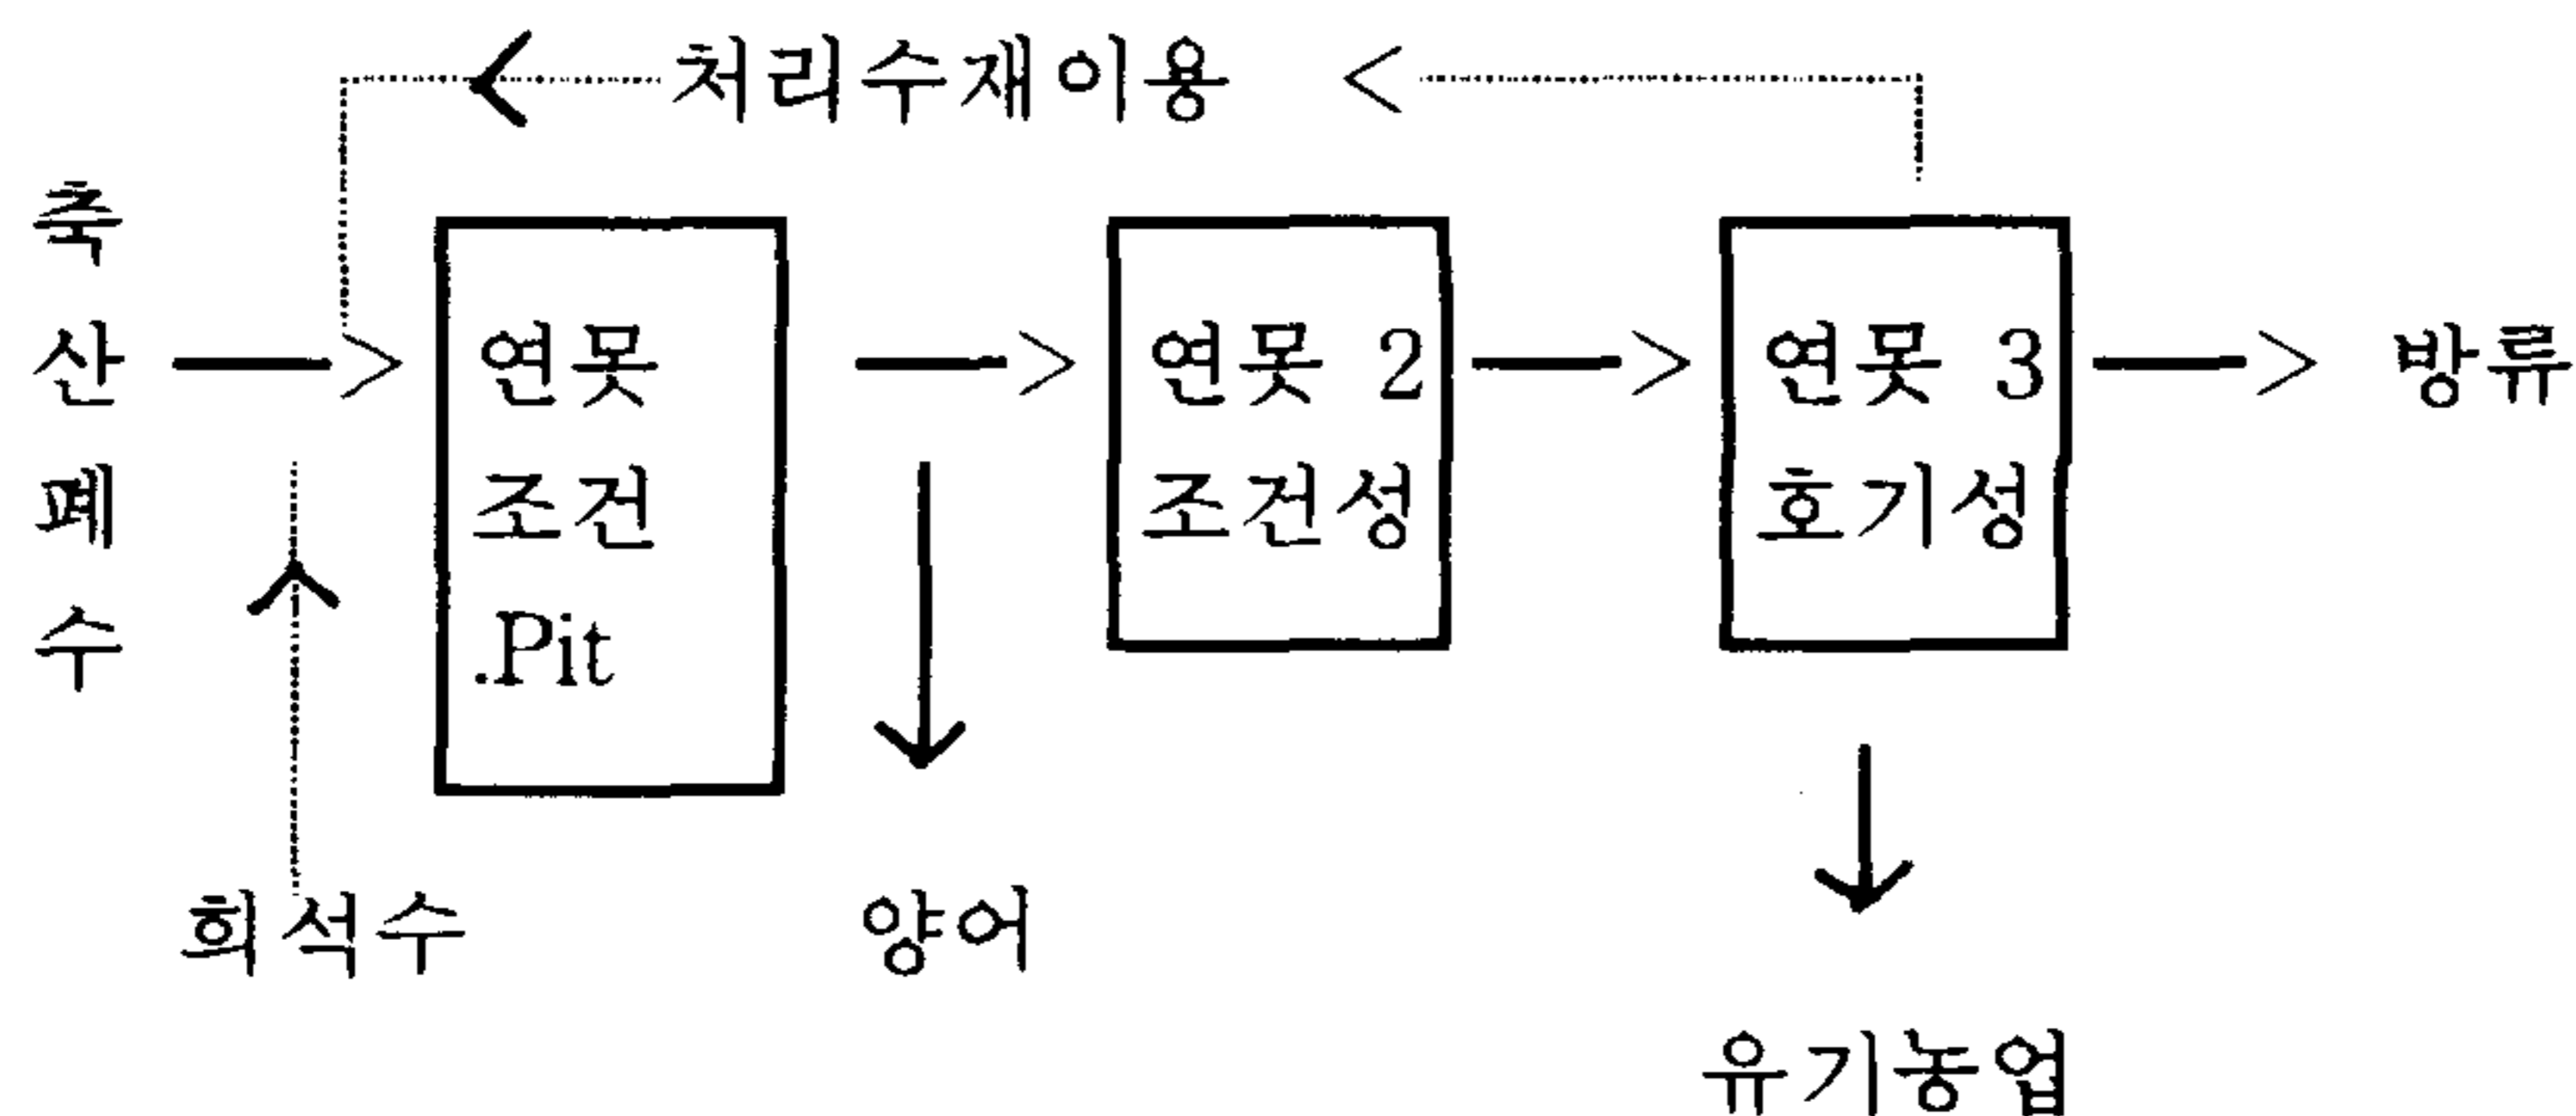 처리수재이용
축산폐수
연못
조건
.Pit
연못 2
조건성
연못 3
호기성
방류
희석수
양어
유기농업